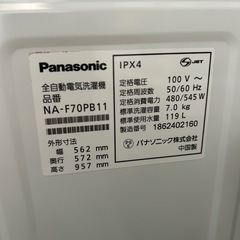 Panasonic
全自動電気洗濯機
品番
NA-F70PB11
外形寸法
幅 562 mm
奥行 572 mm
高さ 957 mm
IPX4
S-JET
定格電圧 100 V～
定格周波数 50/60 Hz
定格消費電力 480/545 W
標準使用容量 7.0 kg
標準使用水量 119 L
製造番号 1862402160
パナソニック株式会社
中国製